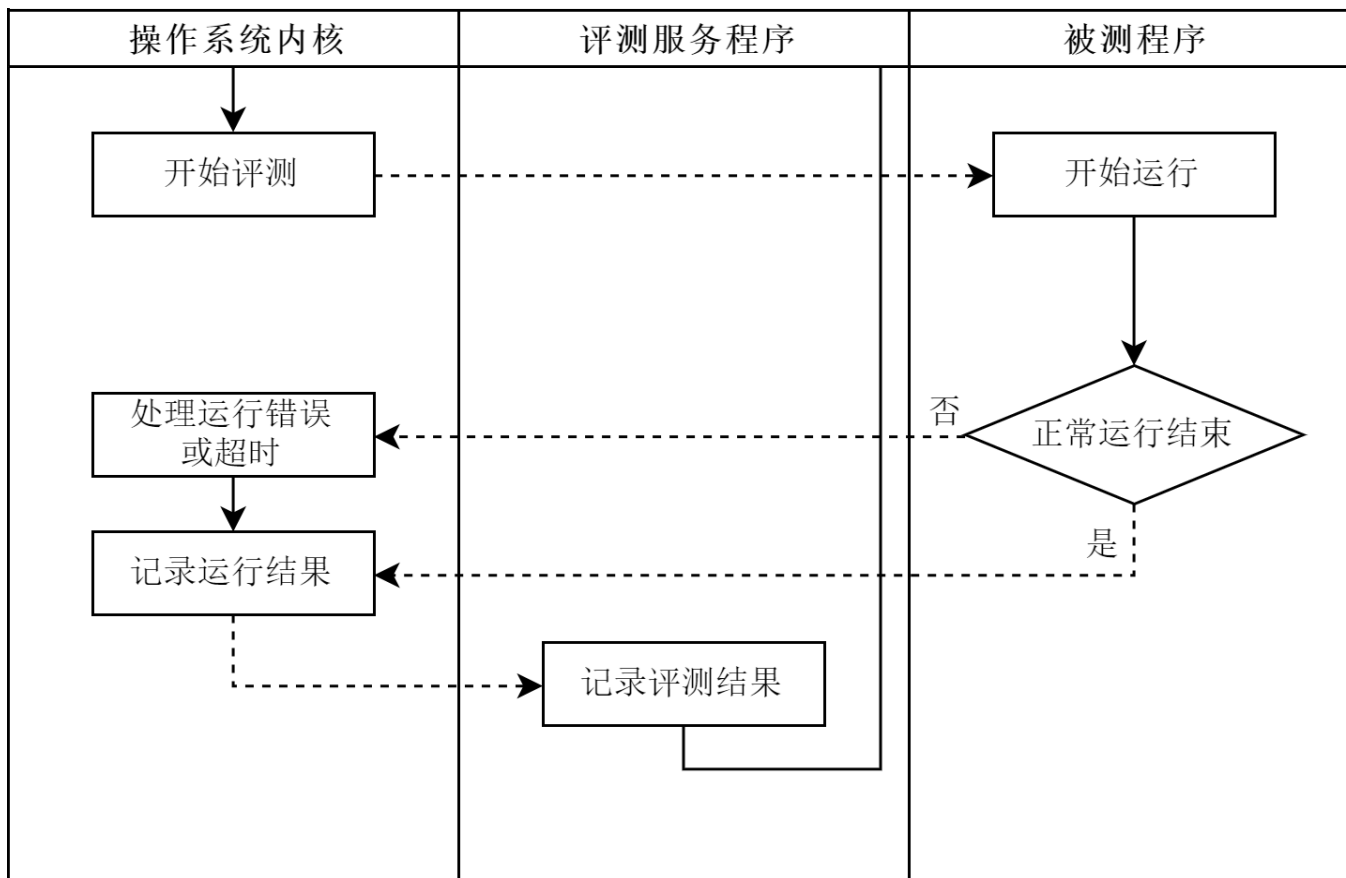 操作系统内核
评测服务程序
被测程序
开始评测
开始运行
处理运行错误
或超时
否
正常运行结束
是
记录运行结果
记录评测结果